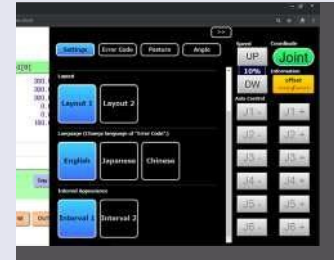 >>
Settings Error Code Posture Angle
Layout
Layout 1 Layout 2
Language (Change language of "Error Code".)
English Japanese Chinese
Interval Appearance
Interval 1 Interval 2
Speed Coordinate
UP Joint
10% Information
DW offset
Axis Control
J1 - J1 +
J2 - J2 +
J3 - J3 +
J4 - J4 +
J5 - J5 +
J6 - J6 +